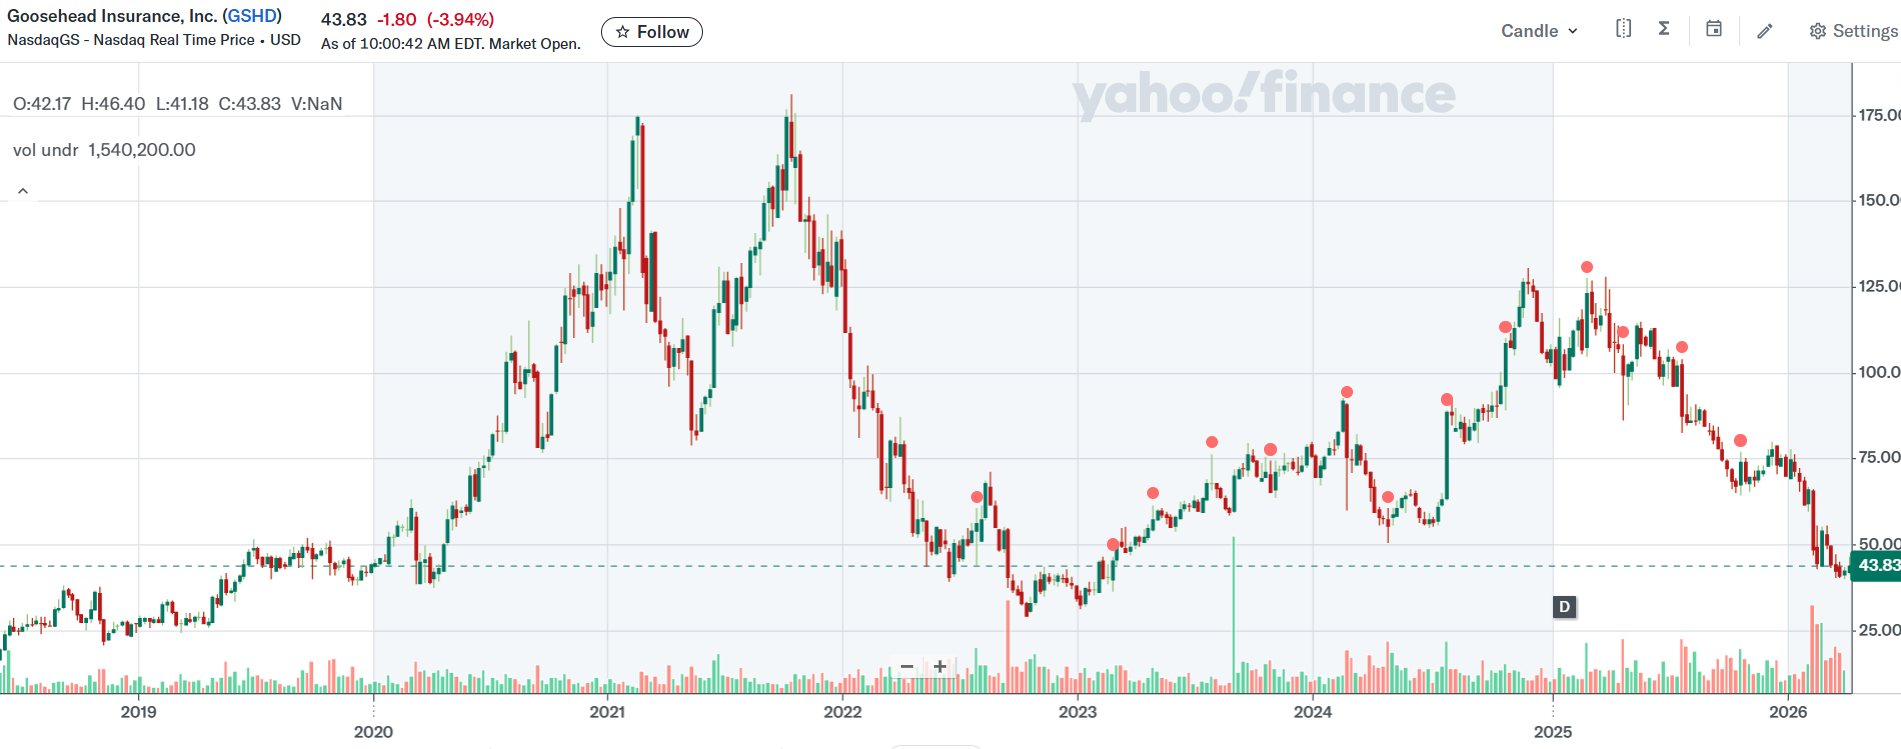 Goosehead Insurance, Inc. (GSHD)
NasdaqGS - Nasdaq Real Time Price • USD
43.83 -1.80 (-3.94%)
As of 10:00:42 AM EDT. Market Open.
Follow
Candle
Settings
O:42.17 H:46.40 L:41.18 C:43.83 V:NaN
vol undr 1,540,200.00
yahoo!finance
175.00
150.0
125.00
100.0
75.00
50.00
43.83
25.00
D
2019
2020
2021
2022
2023
2024
2025
2026